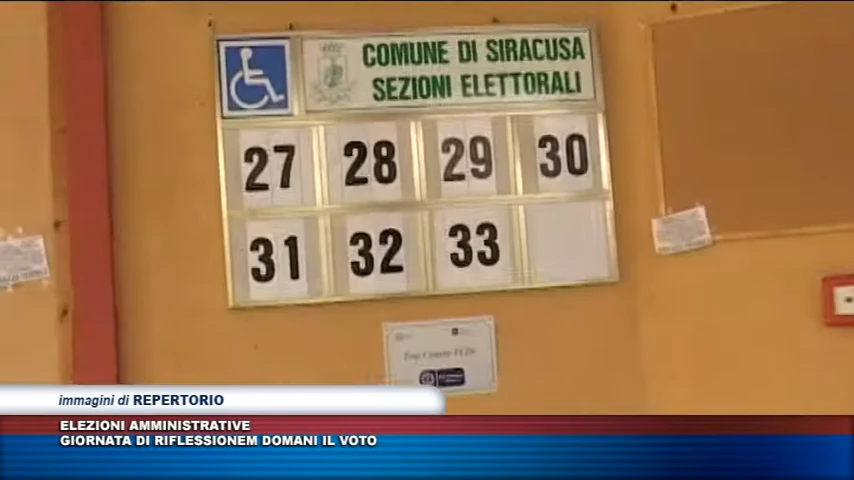 COMUNE DI SIRACUSA
SEZIONI ELETTORALI
27 28 29 30
31 32 33
immagini di REPERTORIO
ELEZIONI AMMINISTRATIVE
GIORNATA DI RIFLESSIONEM DOMANI IL VOTO